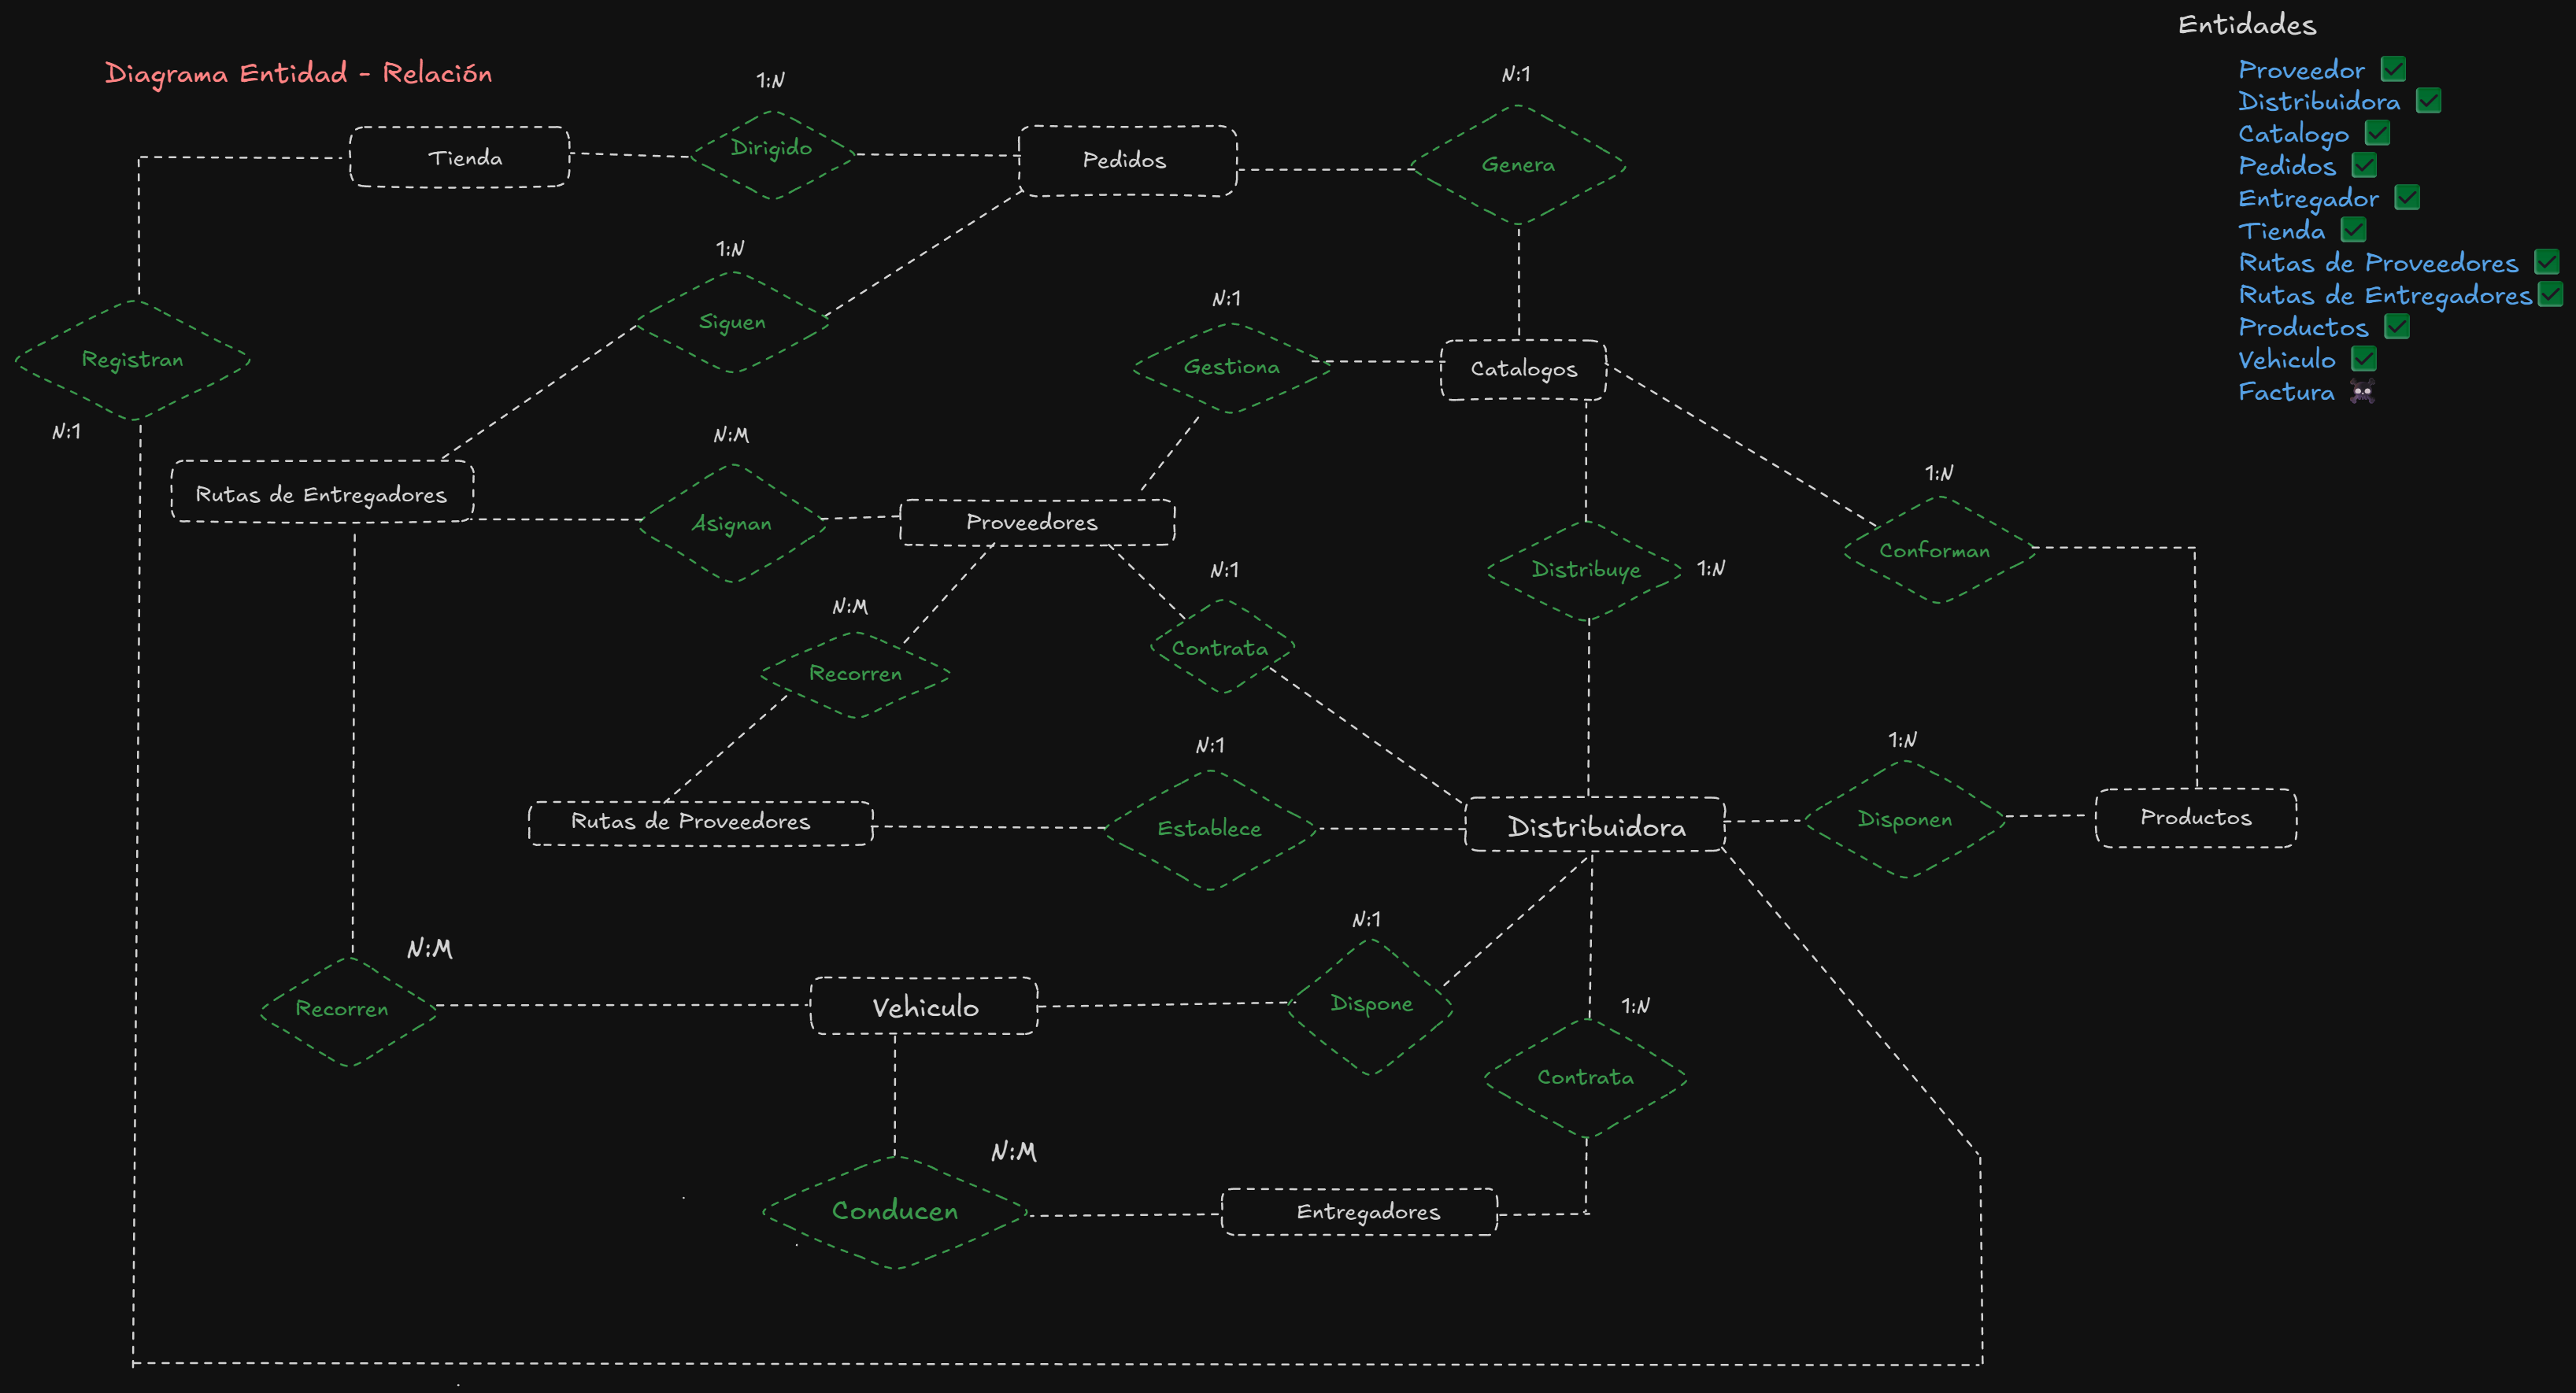 Entidades
Diagrama Entidad - Relación
Proveedor ✅
Distribuidora ✅
Catalogo ✅
Pedidos ✅
Entregador ✅
Tienda ✅
Rutas de Proveedores ✅
Rutas de Entregadores ✅
Productos ✅
Vehiculo ✅
Factura ☠️
1:N
N:1
Tienda
Dirigido
Pedidos
Genera
1:N
Siguen
N:1
Registran
N:1
Gestiona
Catalogos
N:M
Rutas de Entregadores
Asignan
Proveedores
1:N
Conforman
N:1
Distribuye
1:N
N:M
Contrata
Recorren
N:1
1:N
Rutas de Proveedores
Establece
Distribuidora
Disponen
Productos
N:1
N:M
Recorren
Vehiculo
Dispone
1:N
Contrata
N:M
Conducen
Entregadores